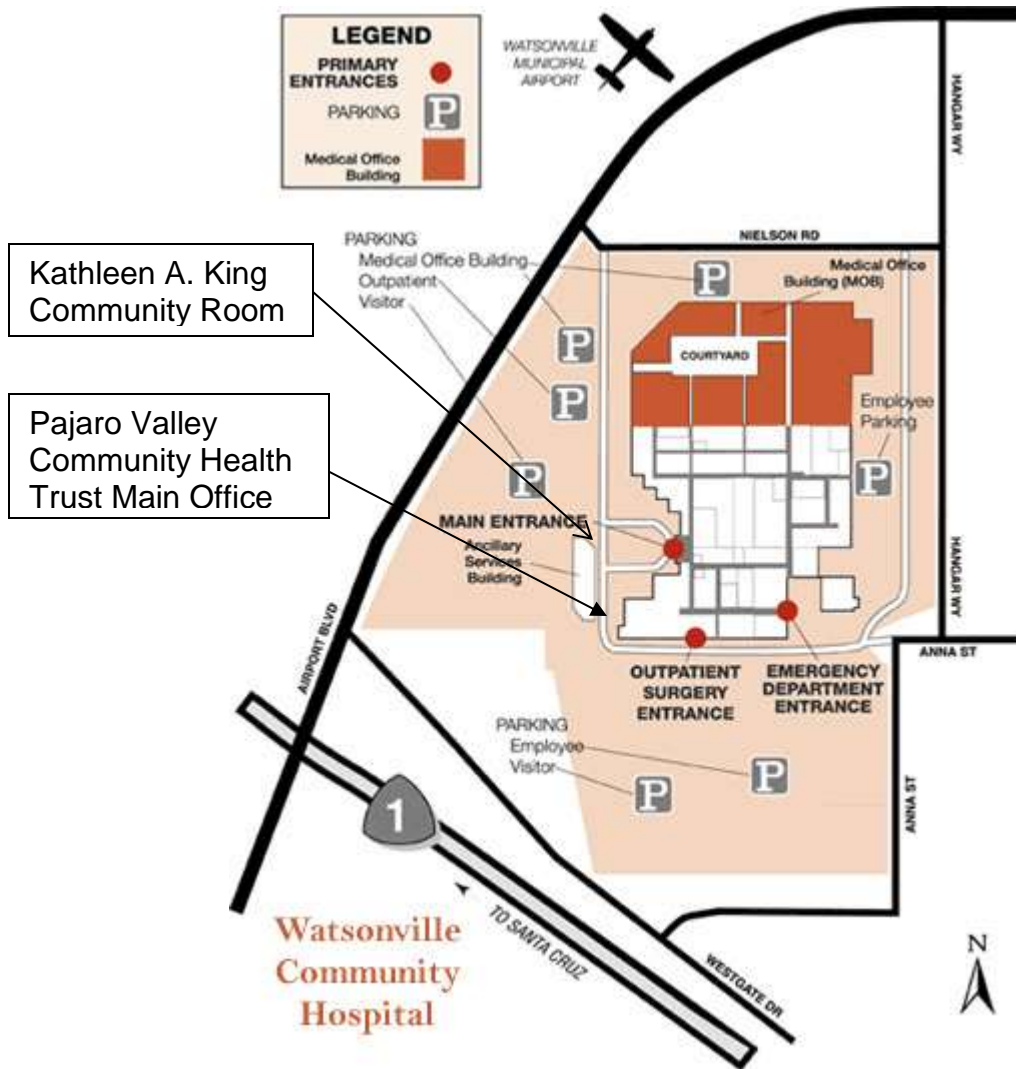 LEGEND
PRIMARY
ENTRANCES
PARKING
P
Medical Office
Building
WATSONVILLE
MUNICIPAL
AIRPORT
HANGAR WY
NIELSON RD
PARKING
Medical Office Building
Outpatient
Visitor
P
Medical Office
Building (MOB)
Kathleen A. King
Community Room
P
COURTYARD
P
Pajaro Valley
Community Health
Trust Main Office
Employee
Parking
P
P
MAIN ENTRANCE
Ancillary
Services
Building
HANGAR WY
AIRPORT BLVD
ANNA ST
OUTPATIENT
SURGERY
ENTRANCE
EMERGENCY
DEPARTMENT
ENTRANCE
PARKING
Employee
Visitor
P
P
ANNA ST
1
TO SANTA CRUZ
WESTGATE DR
Watsonville
Community
Hospital
N